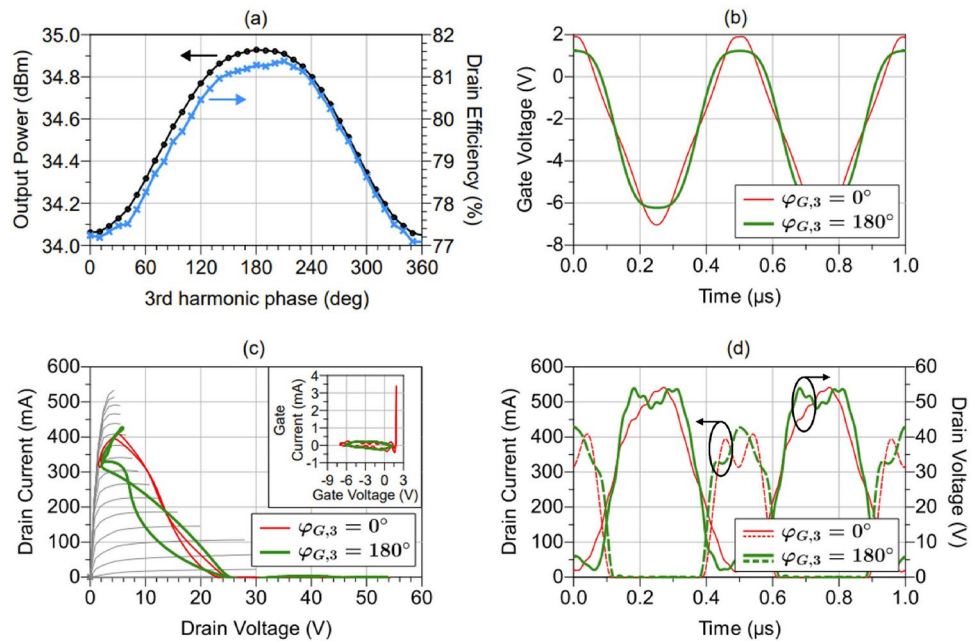 (a)
35.0
34.8
34.6
34.4
34.2
34.0
Output Power (dBm)
82
81
80
79
78
77
Drain Efficiency (%)
0 60 120 180 240 300 360
3rd harmonic phase (deg)
(b)
2
0
-2
-4
-6
-8
Gate Voltage (V)
φG,3 = 0°
φG,3 = 180°
0.0 0.2 0.4 0.6 0.8 1.0
Time (µs)
(c)
600
500
400
300
200
100
0
Drain Current (mA)
4
3
2
1
0
-1
Gate
Current (mA)
-9 -6 -3 0 3
Gate Voltage (V)
φG,3 = 0°
φG,3 = 180°
0 10 20 30 40 50 60
Drain Voltage (V)
(d)
600
500
400
300
200
100
0
Drain Current (mA)
60
50
40
30
20
10
0
Drain Voltage (V)
φG,3 = 0°
φG,3 = 180°
0.0 0.2 0.4 0.6 0.8 1.0
Time (µs)